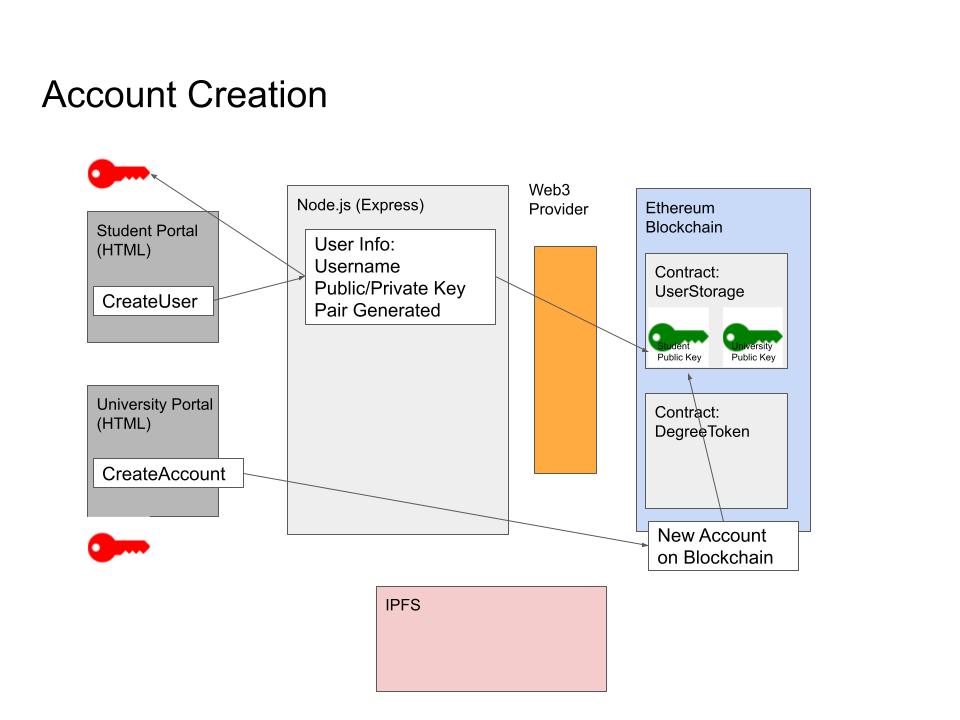 Account Creation
Student Portal
(HTML)
CreateUser
University Portal
(HTML)
CreateAccount
Node.js (Express)
User Info:
Username
Public/Private Key
Pair Generated
Web3
Provider
Ethereum
Blockchain
Contract:
UserStorage
Student
Public Key
University
Public Key
Contract:
DegreeToken
New Account
on Blockchain
IPFS